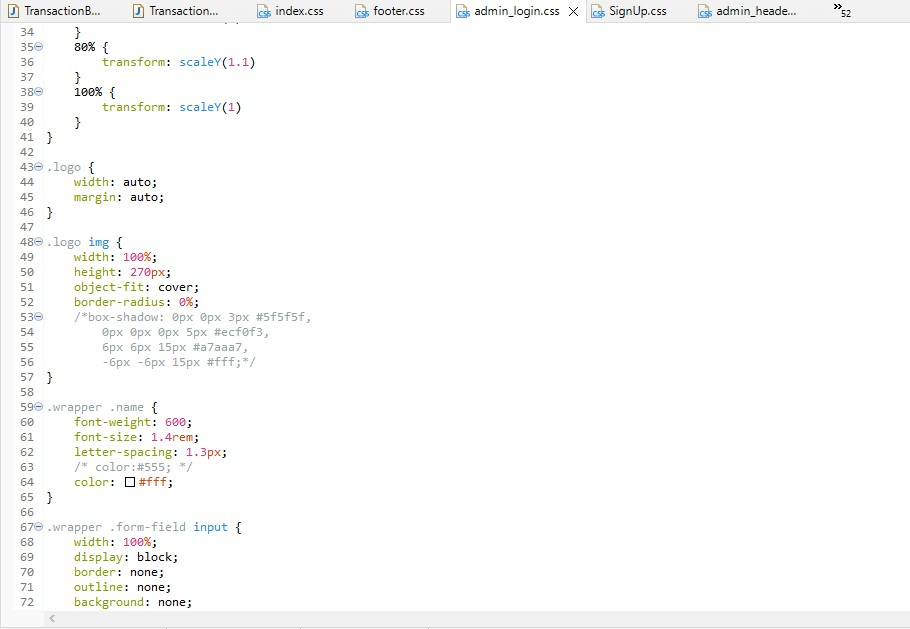 TransactionB... Transaction... index.css footer.css admin_login.css SignUp.css admin_heade... »52
34 }
35 80% {
36 transform: scaleY(1.1)
37 }
38 100% {
39 transform: scaleY(1)
40 }
41 }
42
43 .logo {
44 width: auto;
45 margin: auto;
46 }
47
48 .logo img {
49 width: 100%;
50 height: 270px;
51 object-fit: cover;
52 border-radius: 0%;
53 /*box-shadow: 0px 0px 3px #5f5f5f,
54 0px 0px 0px 5px #ecf0f3,
55 6px 6px 15px #a7aaa7,
56 -6px -6px 15px #fff;*/
57 }
58
59 .wrapper .name {
60 font-weight: 600;
61 font-size: 1.4rem;
62 letter-spacing: 1.3px;
63 /* color:#555; */
64 color: #fff;
65 }
66
67 .wrapper .form-field input {
68 width: 100%;
69 display: block;
70 border: none;
71 outline: none;
72 background: none;